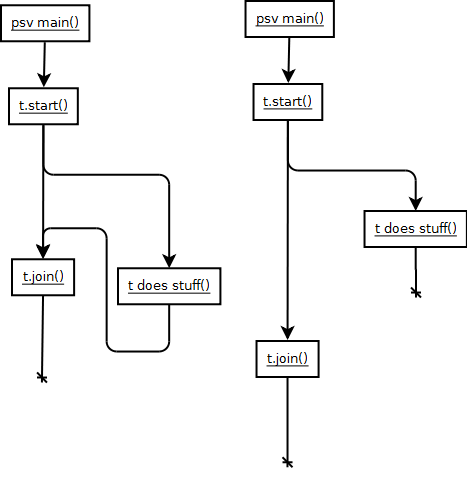 psv main()
t.start()
t.join()
t does stuff()
psv main()
t.start()
t does stuff()
t.join()